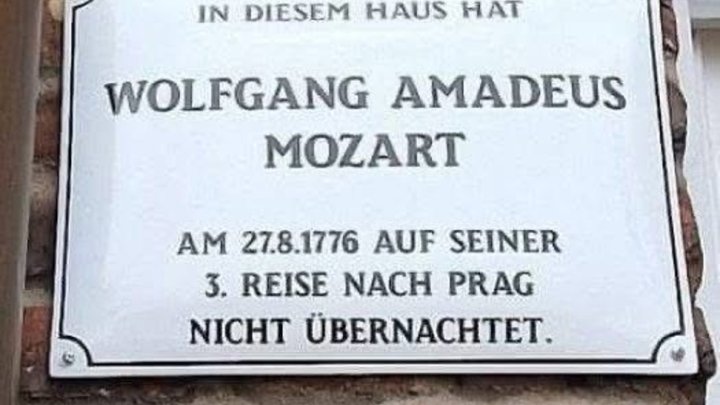 IN DIESEM HAUS HAT
WOLFGANG AMADEUS
MOZART
AM 27.8.1776 AUF SEINER
3. REISE NACH PRAG
NICHT ÜBERNACHTET.